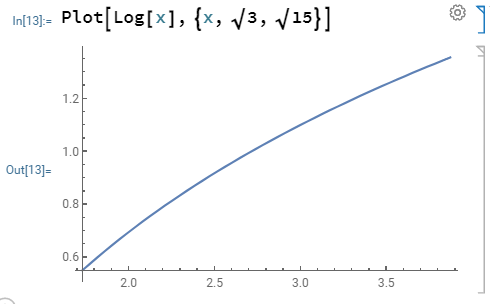 In[13]:= Plot[Log[x], {x, √3, √15}]
1.2
1.0
Out[13]=
0.8
0.6
2.0 2.5 3.0 3.5